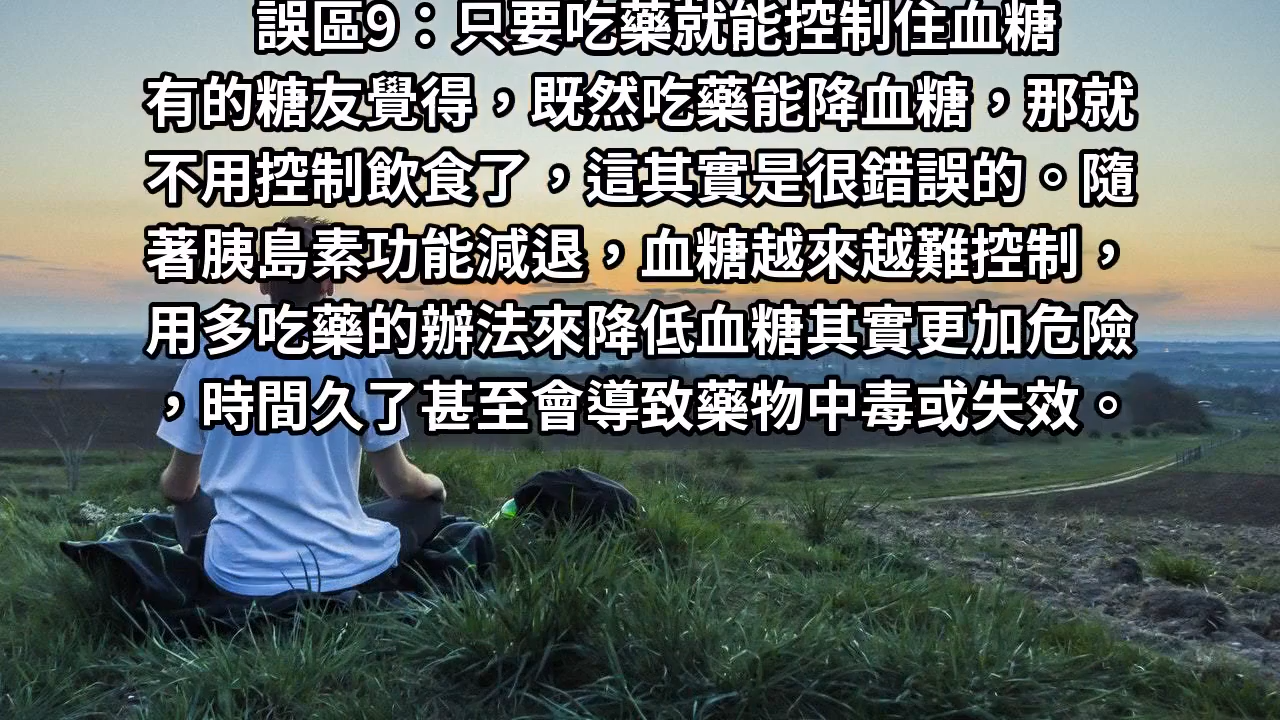 誤區9：只要吃藥就能控制住血糖
有的糖友覺得，既然吃藥能降血糖，那就
不用控制飲食了，這其實是很錯誤的。隨
著胰島素功能減退，血糖越來越難控制，
用多吃藥的辦法來降低血糖其實更加危險
，時間久了甚至會導致藥物中毒或失效。